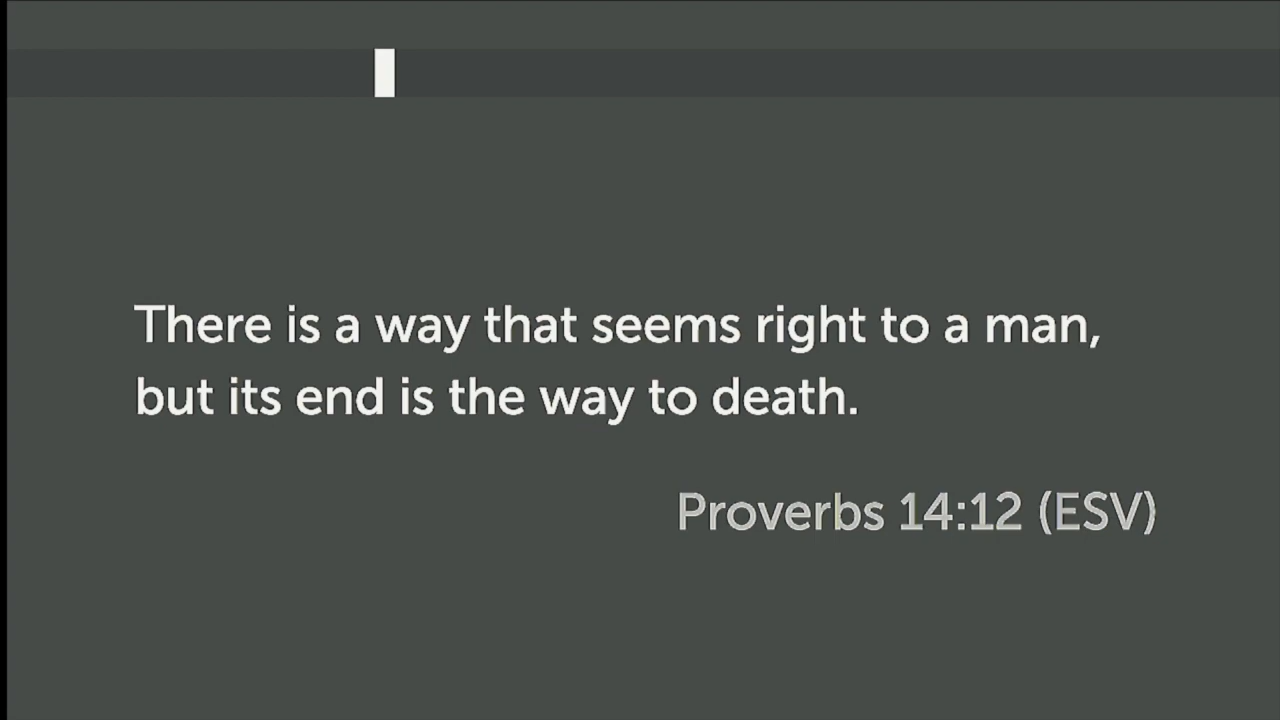 There is a way that seems right to a man,
but its end is the way to death.
Proverbs 14:12 (ESV)